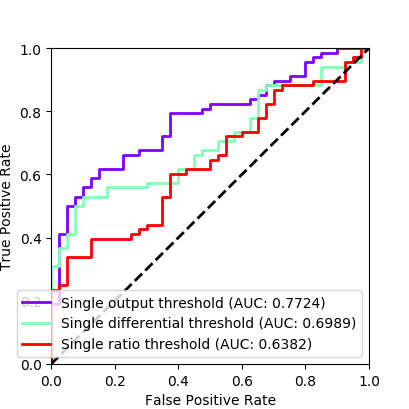 1.0
0.8
0.6
0.4
0.2
0.0
True Positive Rate
Single output threshold (AUC: 0.7724)
Single differential threshold (AUC: 0.6989)
Single ratio threshold (AUC: 0.6382)
0.0 0.2 0.4 0.6 0.8 1.0
False Positive Rate